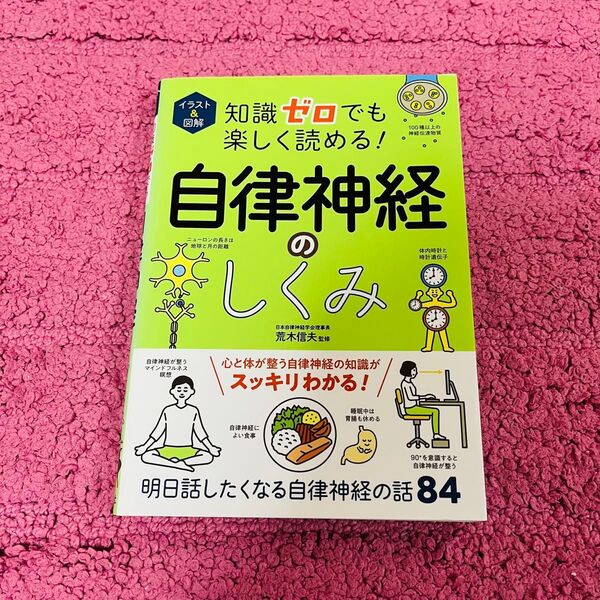 イラスト
&
図解
知識ゼロでも
楽しく読める!
100種以上の
神経伝達物質
自律神経
の
しくみ
ニューロンの長さは
地球と月の距離
体内時計と
時計遺伝子
日本自律神経学会理事長
荒木信夫 監修
自律神経が整う
マインドフルネス
瞑想
心と体が整う自律神経の知識が
スッキリわかる!
自律神経に
よい食事
睡眠中は
胃腸も休める
90°を意識すると
自律神経が整う
明日話したくなる自律神経の話84